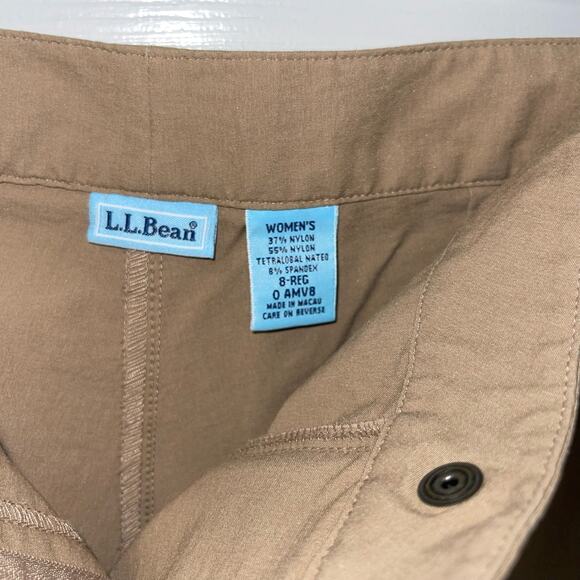 L.L.Bean®
WOMEN'S
37% NYLON
55% NYLON
TETRALOBAL NATEO
8% SPANDEX
8-REG
0 AMV8
MADE IN MACAU
CARE ON REVERSE